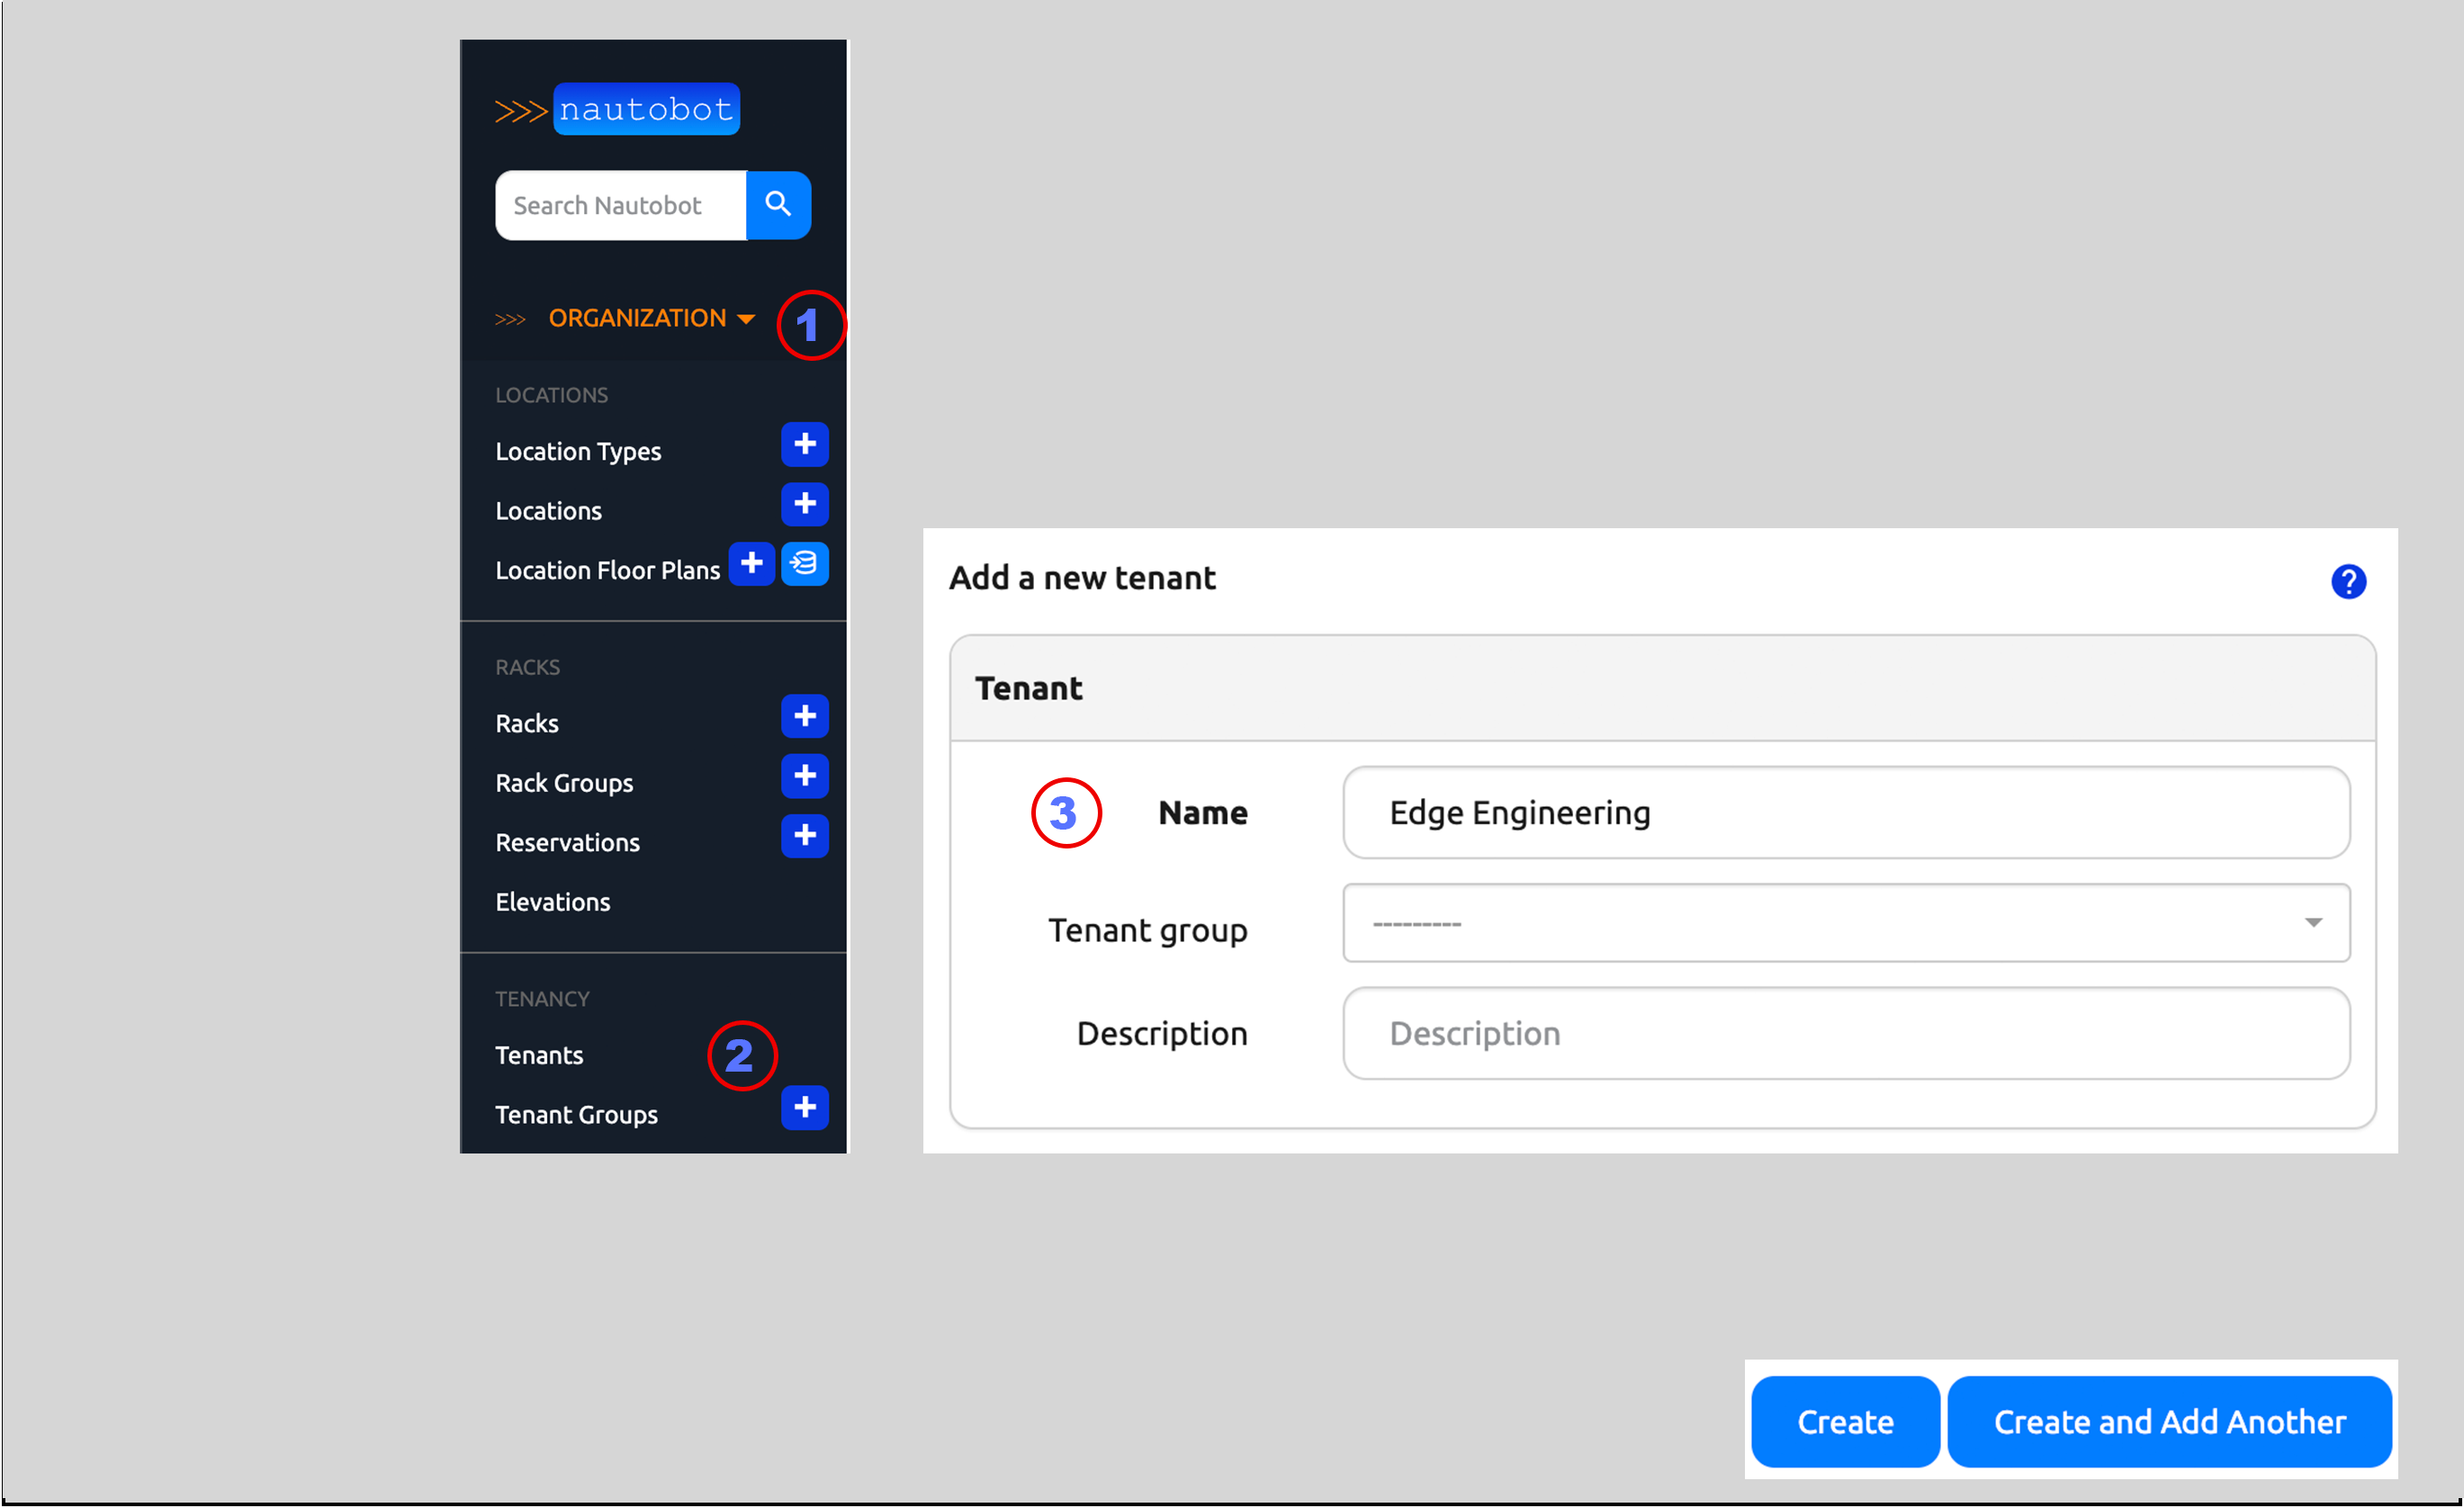 >>> nautobot
Search Nautobot
>>> ORGANIZATION 1
LOCATIONS
Location Types +
Locations +
Location Floor Plans +
RACKS
Racks +
Rack Groups +
Reservations +
Elevations
TENANCY
Tenants 2
Tenant Groups +
Add a new tenant ?
Tenant
3 Name Edge Engineering
Tenant group ---------
Description Description
Create Create and Add Another